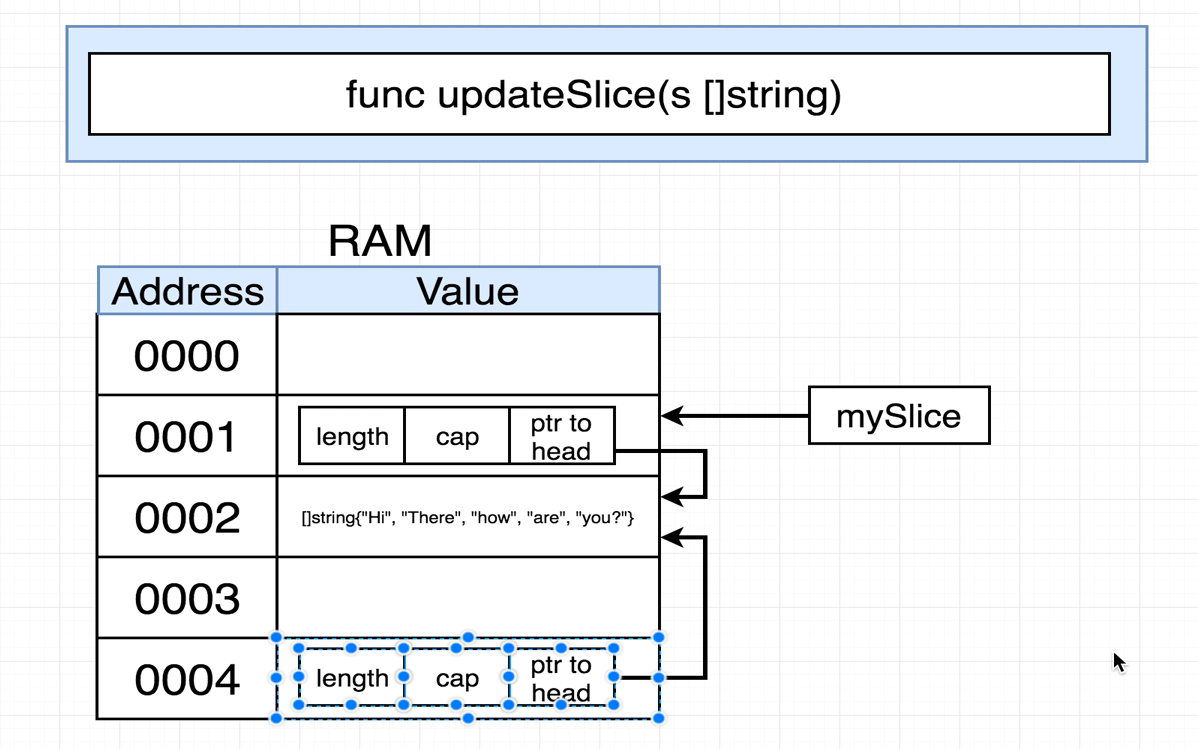 func updateSlice(s []string)
RAM
Address Value
0000
0001 length cap ptr to head
mySlice
0002 []string{"Hi", "There", "how", "are", "you?"}
0003
0004 length cap ptr to head